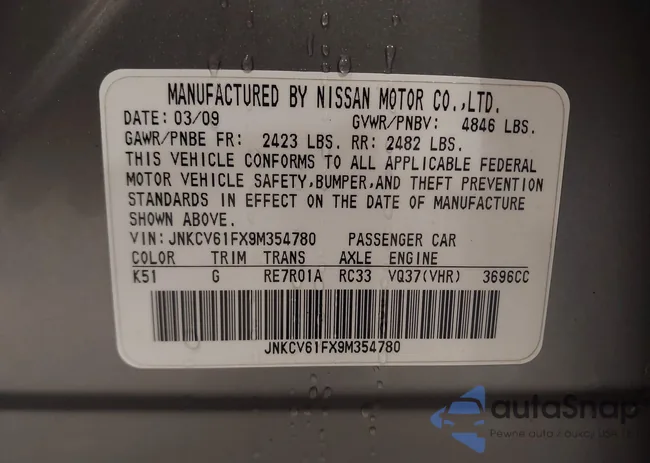 MANUFACTURED BY NISSAN MOTOR CO.,LTD.
DATE: 03/09 GVWR/PNBV: 4846 LBS.
GAWR/PNBE FR: 2423 LBS. RR: 2482 LBS.
THIS VEHICLE CONFORMS TO ALL APPLICABLE FEDERAL
MOTOR VEHICLE SAFETY,BUMPER,AND THEFT PREVENTION
STANDARDS IN EFFECT ON THE DATE OF MANUFACTURE
SHOWN ABOVE.
VIN: JNKCV61FX9M354780 PASSENGER CAR
COLOR TRIM TRANS AXLE ENGINE
K51 G RE7R01A RC33 VQ37(VHR) 3696CC
JNKCV61FX9M354780
autoSnap
Pewne auta i aukcji